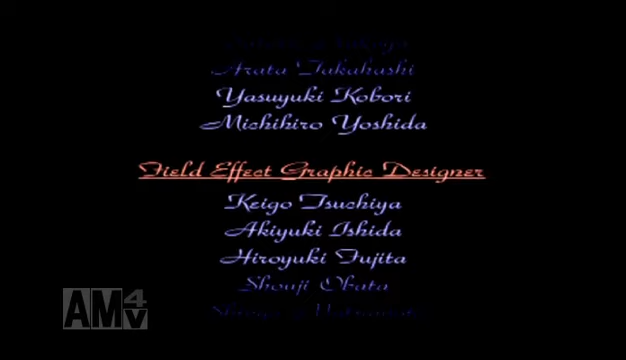 Arata Takahashi
Yasuyuki Kobori
Michihiro Yoshida
Field Effect Graphic Designer
Keigo Tsuchiya
Akiyuki Ishida
Hiroyuki Fujita
Shouji Obata
AM4V